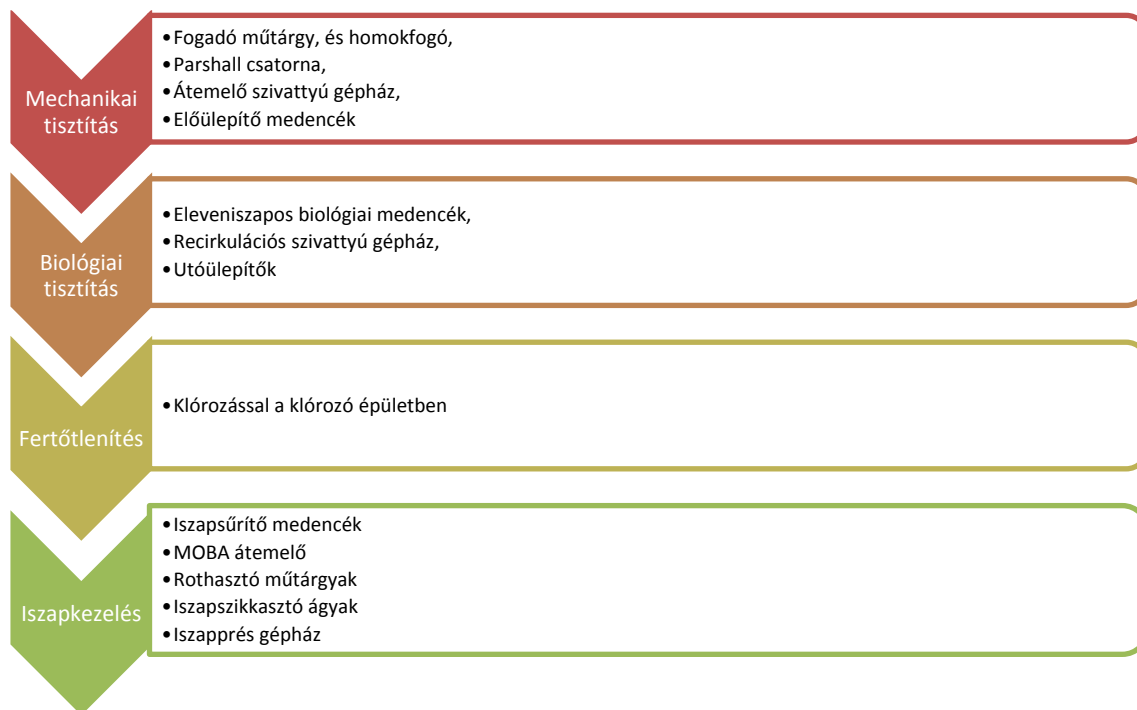 Mechanikai
tisztítás
•Fogadó műtárgy, és homokfogó,
•Parshall csatorna,
•Átemelő szivattyú gépház,
•Előülepítő medencék
Biológiai
tisztítás
•Eleveniszapos biológiai medencék,
•Recirkulációs szivattyú gépház,
•Utóülepítők
Fertőtlenítés
•Klórozással a klórozó épületben
Iszapkezelés
•Iszapsűrítő medencék
•MOBA átemelő
•Rothasztó műtárgyak
•Iszapszikkasztó ágyak
•Iszapprés gépház